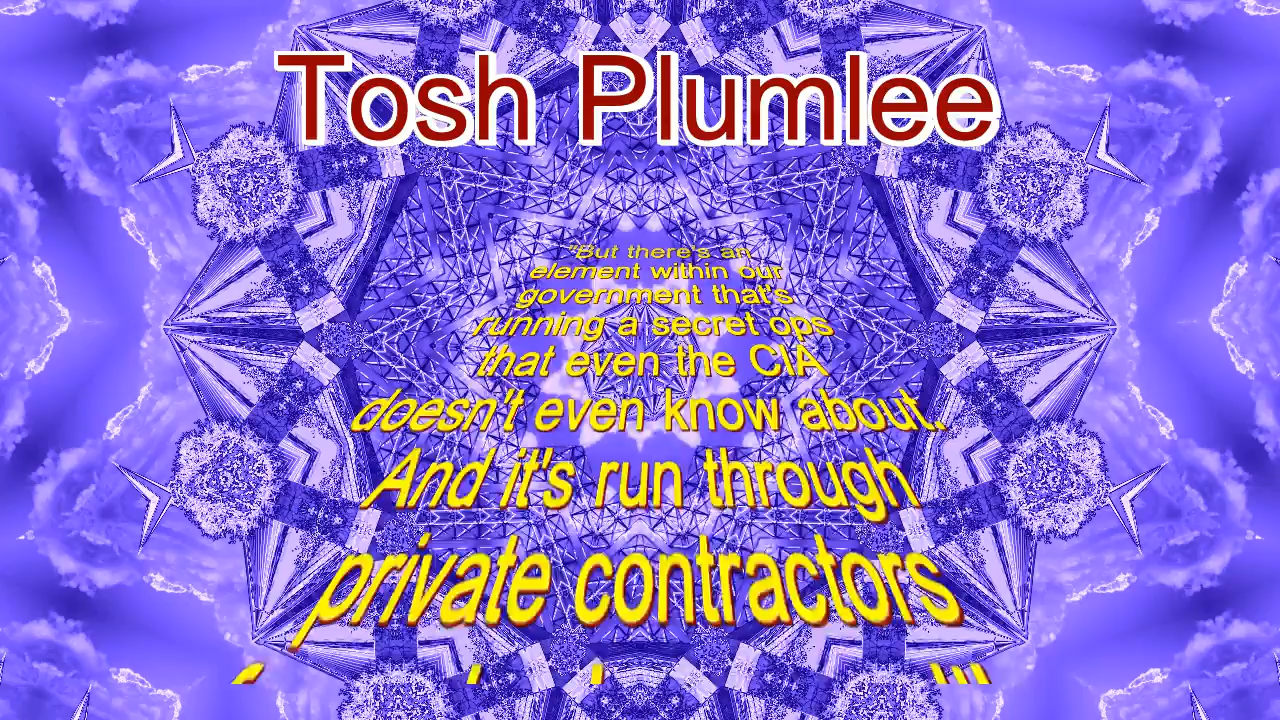 Tosh Plumlee
"But there's an
element within our
government that's
running a secret ops
that even the CIA
doesn't even know about.
And it's run through
private contractors